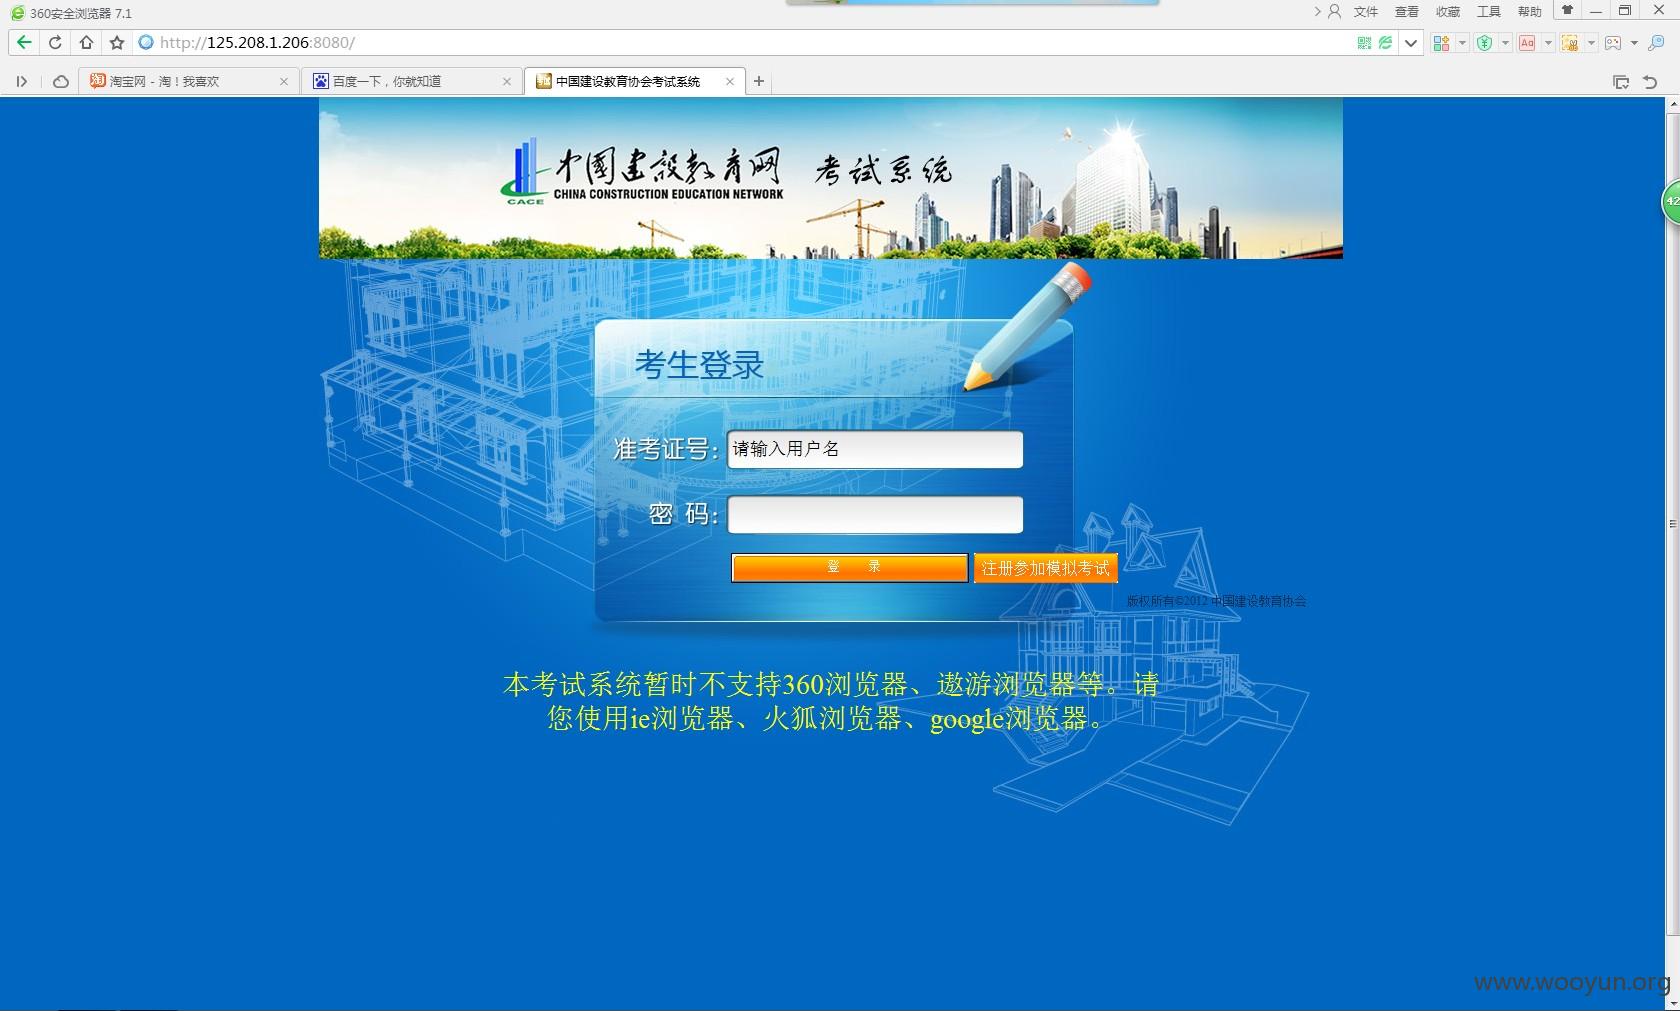 360安全浏览器 7.1
文件 查看 收藏 工具 帮助
http://125.208.1.206:8080/
淘宝网 - 淘！我喜欢
百度一下，你就知道
中国建设教育协会考试系统
中国建设教育网 考试系统
CHINA CONSTRUCTION EDUCATION NETWORK
CACE
42
考生登录
准考证号：
请输入用户名
密 码：
登 录
注册参加模拟考试
版权所有©2012 中国建设教育协会
本考试系统暂时不支持360浏览器、遨游浏览器等。请
您使用ie浏览器、火狐浏览器、google浏览器。
www.wooyun.org